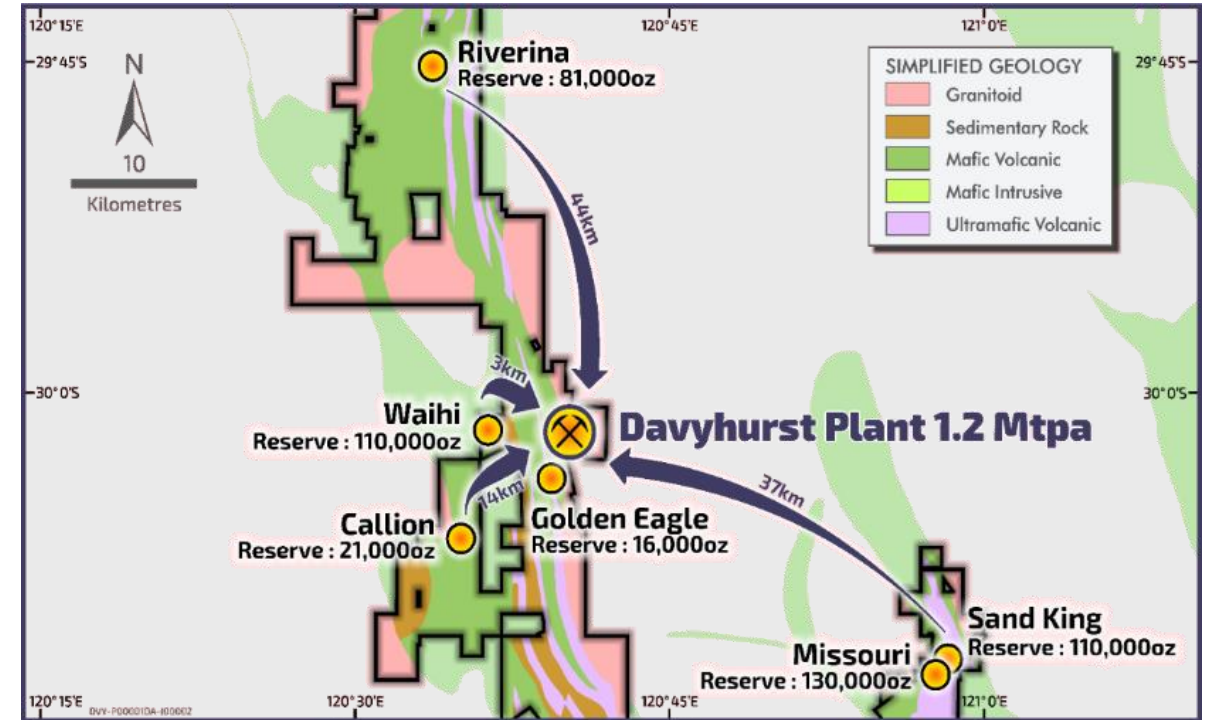 120°15'E
120°45'E
121°0'E
29°45'S
29°45'S
N
10
Kilometres
Riverina
Reserve : 81,000oz
SIMPLIFIED GEOLOGY
Granitoid
Sedimentary Rock
Mafic Volcanic
Mafic Intrusive
Ultramafic Volcanic
44km
30°0'S
30°0'S
3km
Waihi
Reserve : 110,000oz
Davyhurst Plant 1.2 Mtpa
14km
37km
Callion
Reserve : 21,000oz
Golden Eagle
Reserve : 16,000oz
Sand King
Reserve : 110,000oz
Missouri
Reserve : 130,000oz
120°15'E
120°30'E
120°45'E
121°0'E